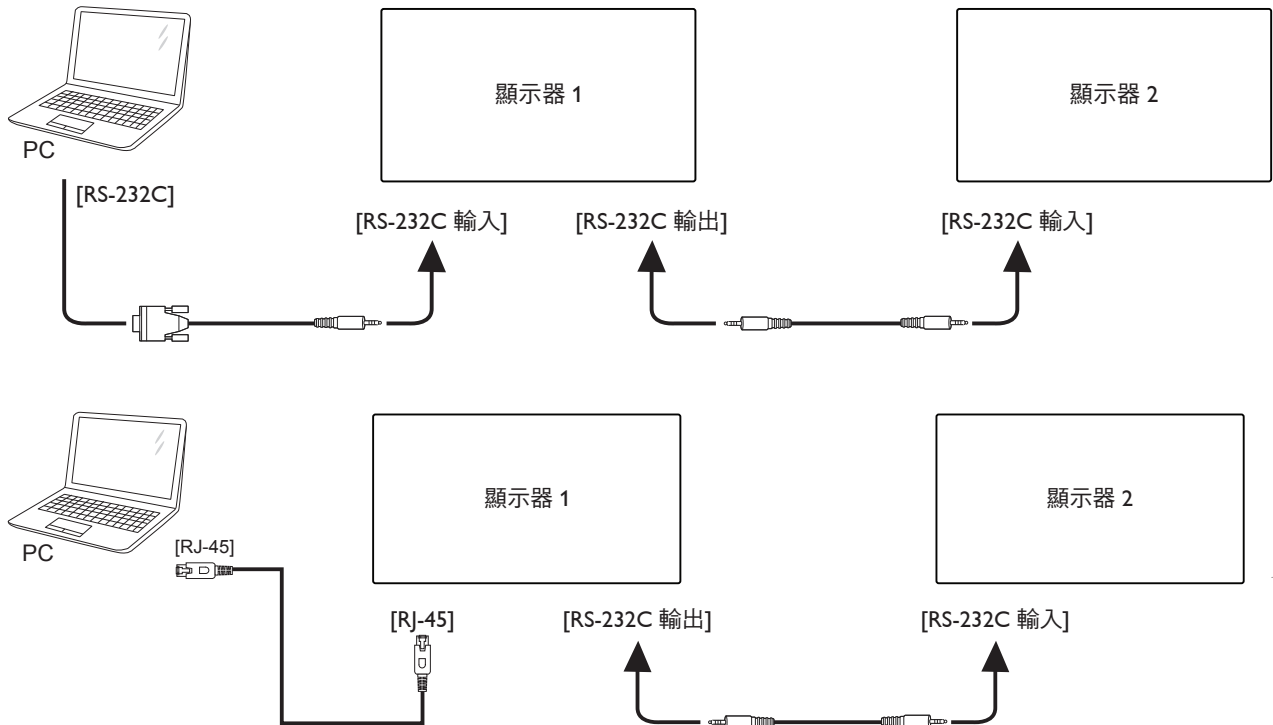 顯示器 1
顯示器 2
PC
[RS-232C]
[RS-232C 輸入]
[RS-232C 輸出]
[RS-232C 輸入]
顯示器 1
顯示器 2
PC
[RJ-45]
[RJ-45]
[RS-232C 輸出]
[RS-232C 輸入]